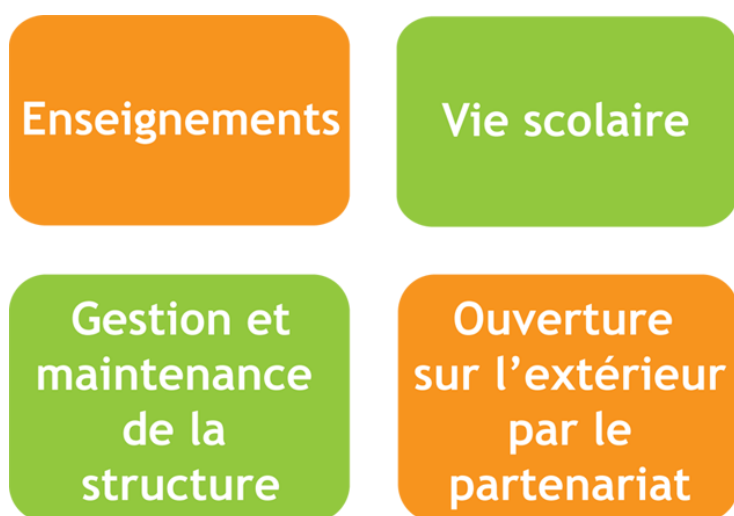 Enseignements
Vie scolaire
Gestion et
maintenance
de la
structure
Ouverture
sur l’extérieur
par le
partenariat